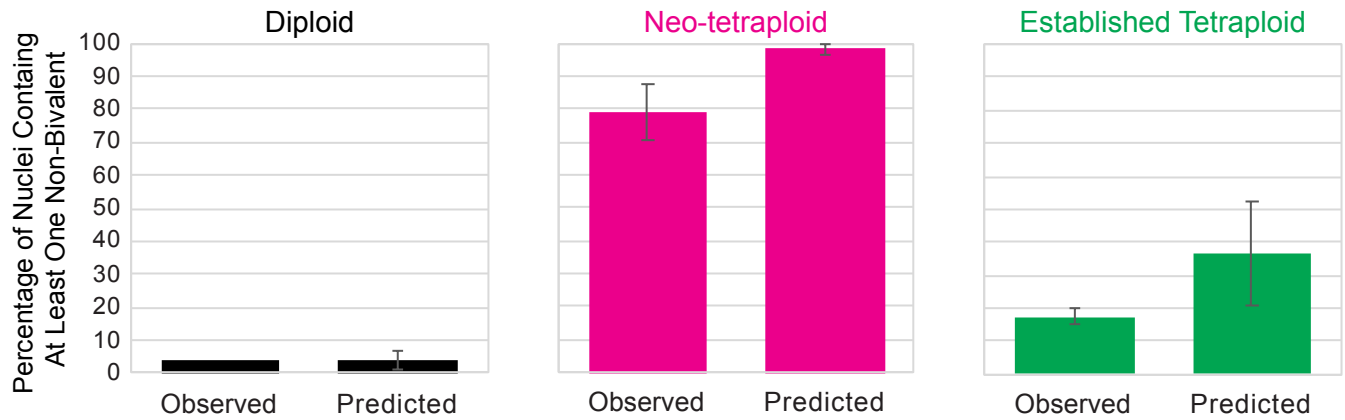 Diploid
Neo-tetraploid
Established Tetraploid
Percentage of Nuclei Containg
At Least One Non-Bivalent
100
90
80
70
60
50
40
30
20
10
0
Observed Predicted
Observed Predicted
Observed Predicted